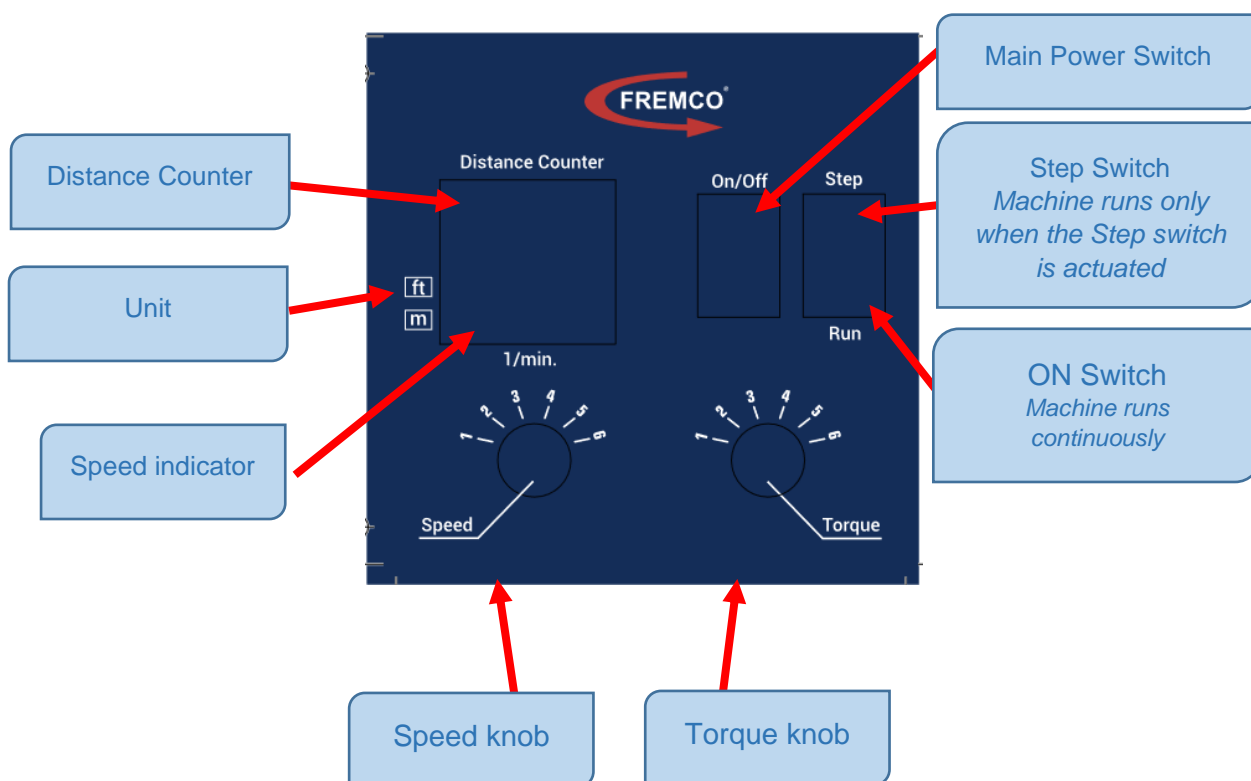 Main Power Switch
FREMCO®
Distance Counter
Distance Counter
On/Off
Step
Step Switch
Machine runs only
when the Step switch
is actuated
Unit
ft
m
Run
1/min.
ON Switch
Machine runs
continuously
1 2 3 4 5 6
1 2 3 4 5 6
Speed indicator
Speed
Torque
Speed knob
Torque knob